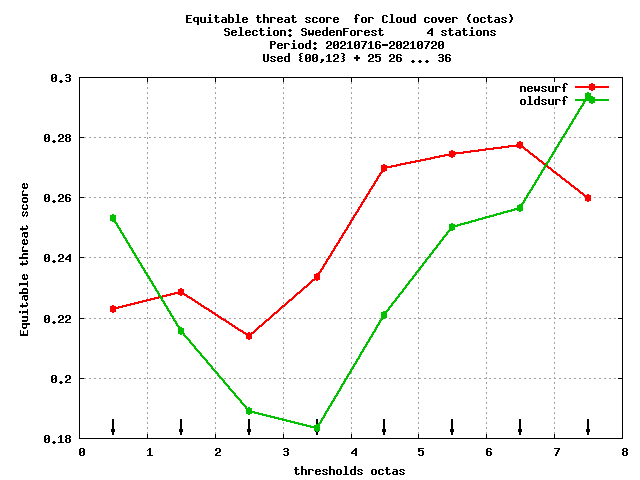 Equitable threat score  for Cloud cover (octas)
Selection: SwedenForest      4 stations
Period: 20210716-20210720
Used {00,12} + 25 26 ... 36
newsurf
oldsurf
Equitable threat score
0.3
0.28
0.26
0.24
0.22
0.2
0.18
0 1 2 3 4 5 6 7 8
thresholds octas